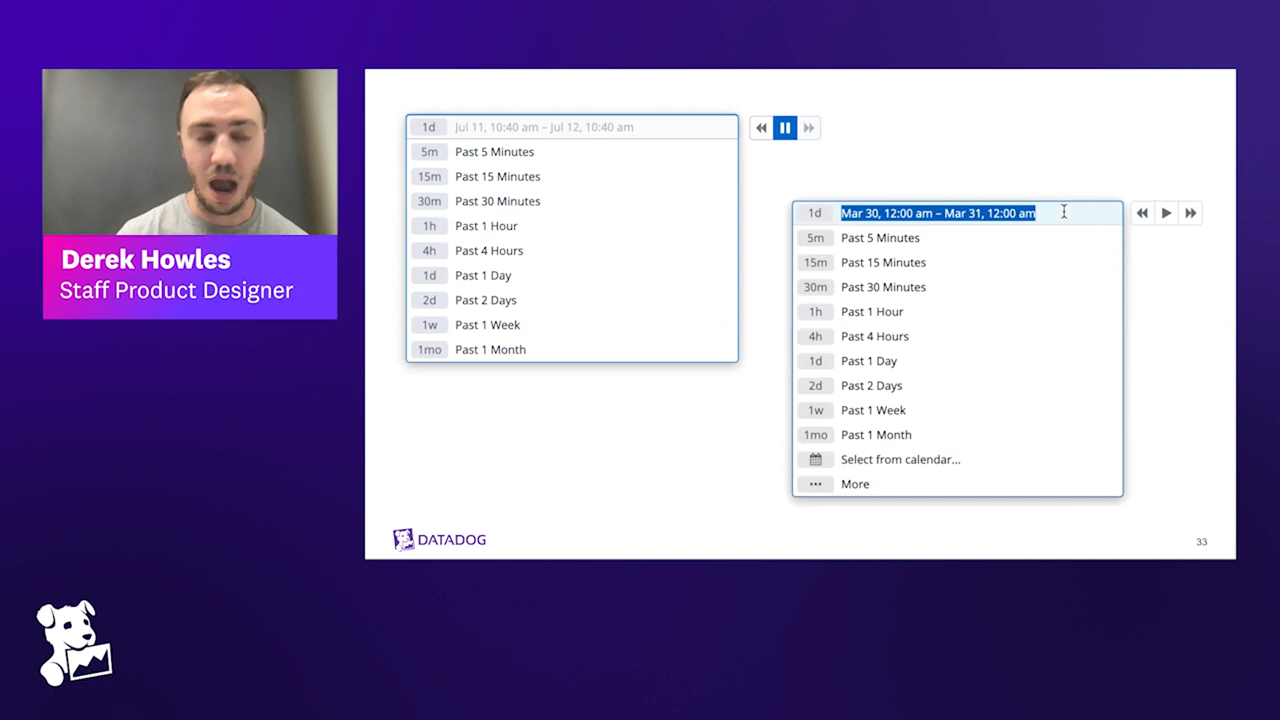 Derek Howles
Staff Product Designer
1d Jul 11, 10:40 am – Jul 12, 10:40 am
5m Past 5 Minutes
15m Past 15 Minutes
30m Past 30 Minutes
1h Past 1 Hour
4h Past 4 Hours
1d Past 1 Day
2d Past 2 Days
1w Past 1 Week
1mo Past 1 Month
1d Mar 30, 12:00 am – Mar 31, 12:00 am
5m Past 5 Minutes
15m Past 15 Minutes
30m Past 30 Minutes
1h Past 1 Hour
4h Past 4 Hours
1d Past 1 Day
2d Past 2 Days
1w Past 1 Week
1mo Past 1 Month
Select from calendar...
More
DATADOG
33